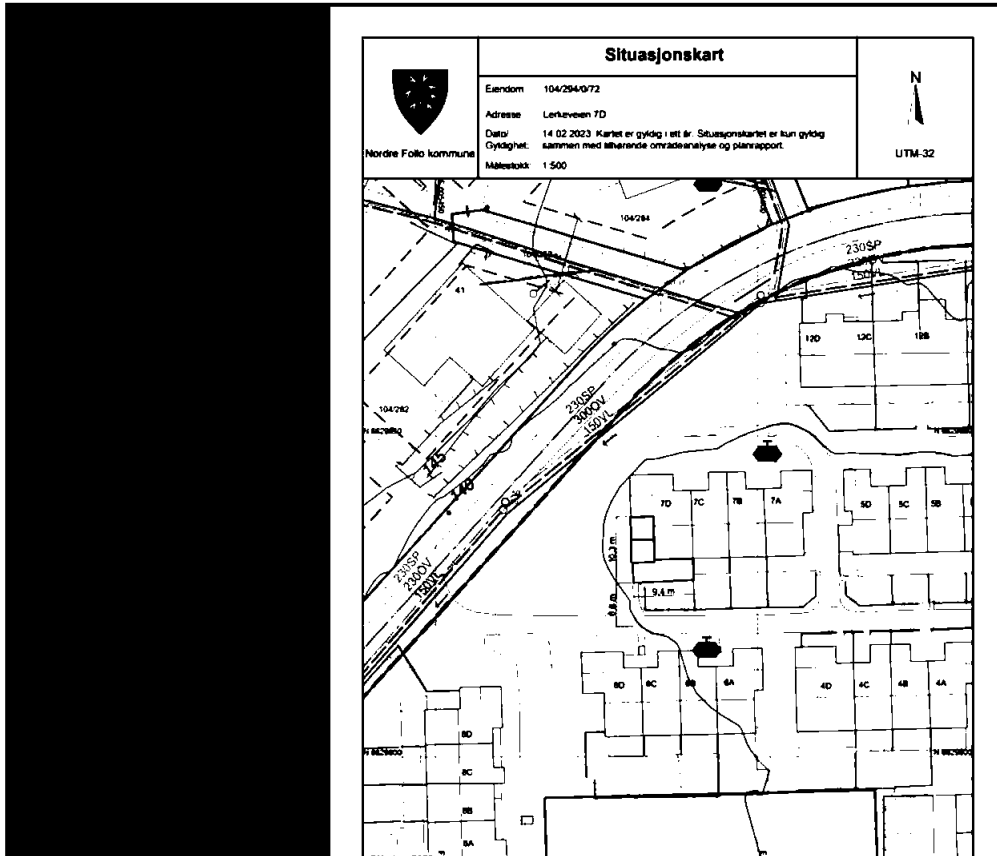 Situasjonskart
Eiendom 104/294/0/72
Adresse Lerkeveien 7D
Dato/ 14.02.2023 Kartet er gyldig i ett år. Situasjonskartet er kun gyldig
Gyldighet: sammen med tilhørende områdeanalyse og planrapport.
Målestokk 1:500
Nordre Follo kommune
N
UTM-32
104/284
230SP
150VL
41
12D
12C
12B
230SP
300OV
150VL
104/282
145
140
7D
7C
7B
7A
5D
5C
5B
10.3 m
9.4 m
6.6 m
230SP
230OV
150VL
6D
6C
6B
6A
4D
4C
4B
4A
8D
8C
8B
8A